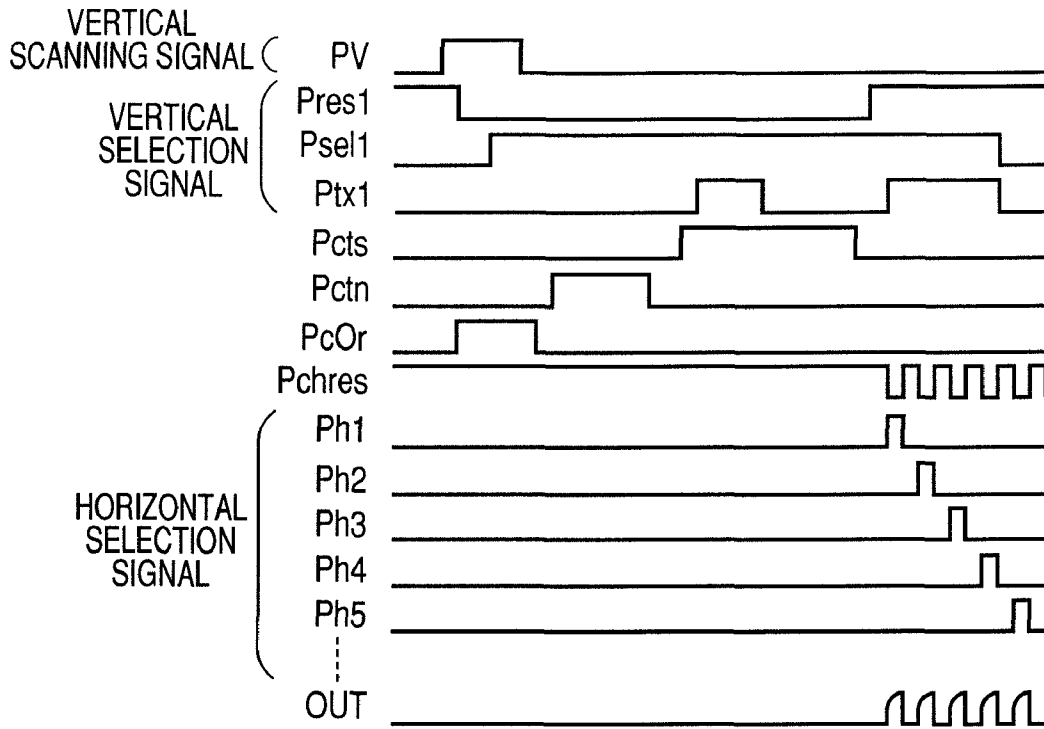 VERTICAL
SCANNING SIGNAL
PV
VERTICAL
SELECTION
SIGNAL
Pres1
Psel1
Ptx1
Pcts
Pctn
PcOr
Pchres
HORIZONTAL
SELECTION
SIGNAL
Ph1
Ph2
Ph3
Ph4
Ph5
OUT